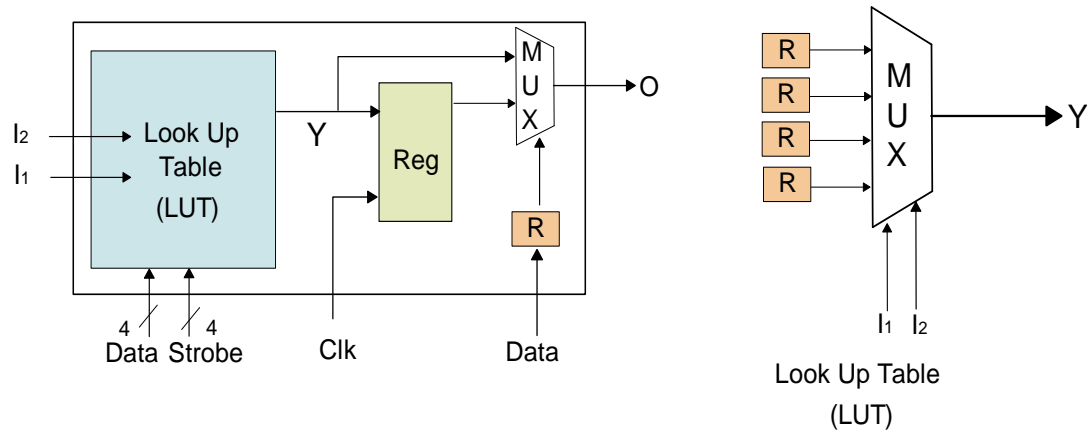 I2
I1
Look Up
Table
(LUT)
Y
Reg
M
U
X
O
R
4
4
Data
Strobe
Clk
Data
R
R
R
R
M
U
X
Y
I1
I2
Look Up Table
(LUT)